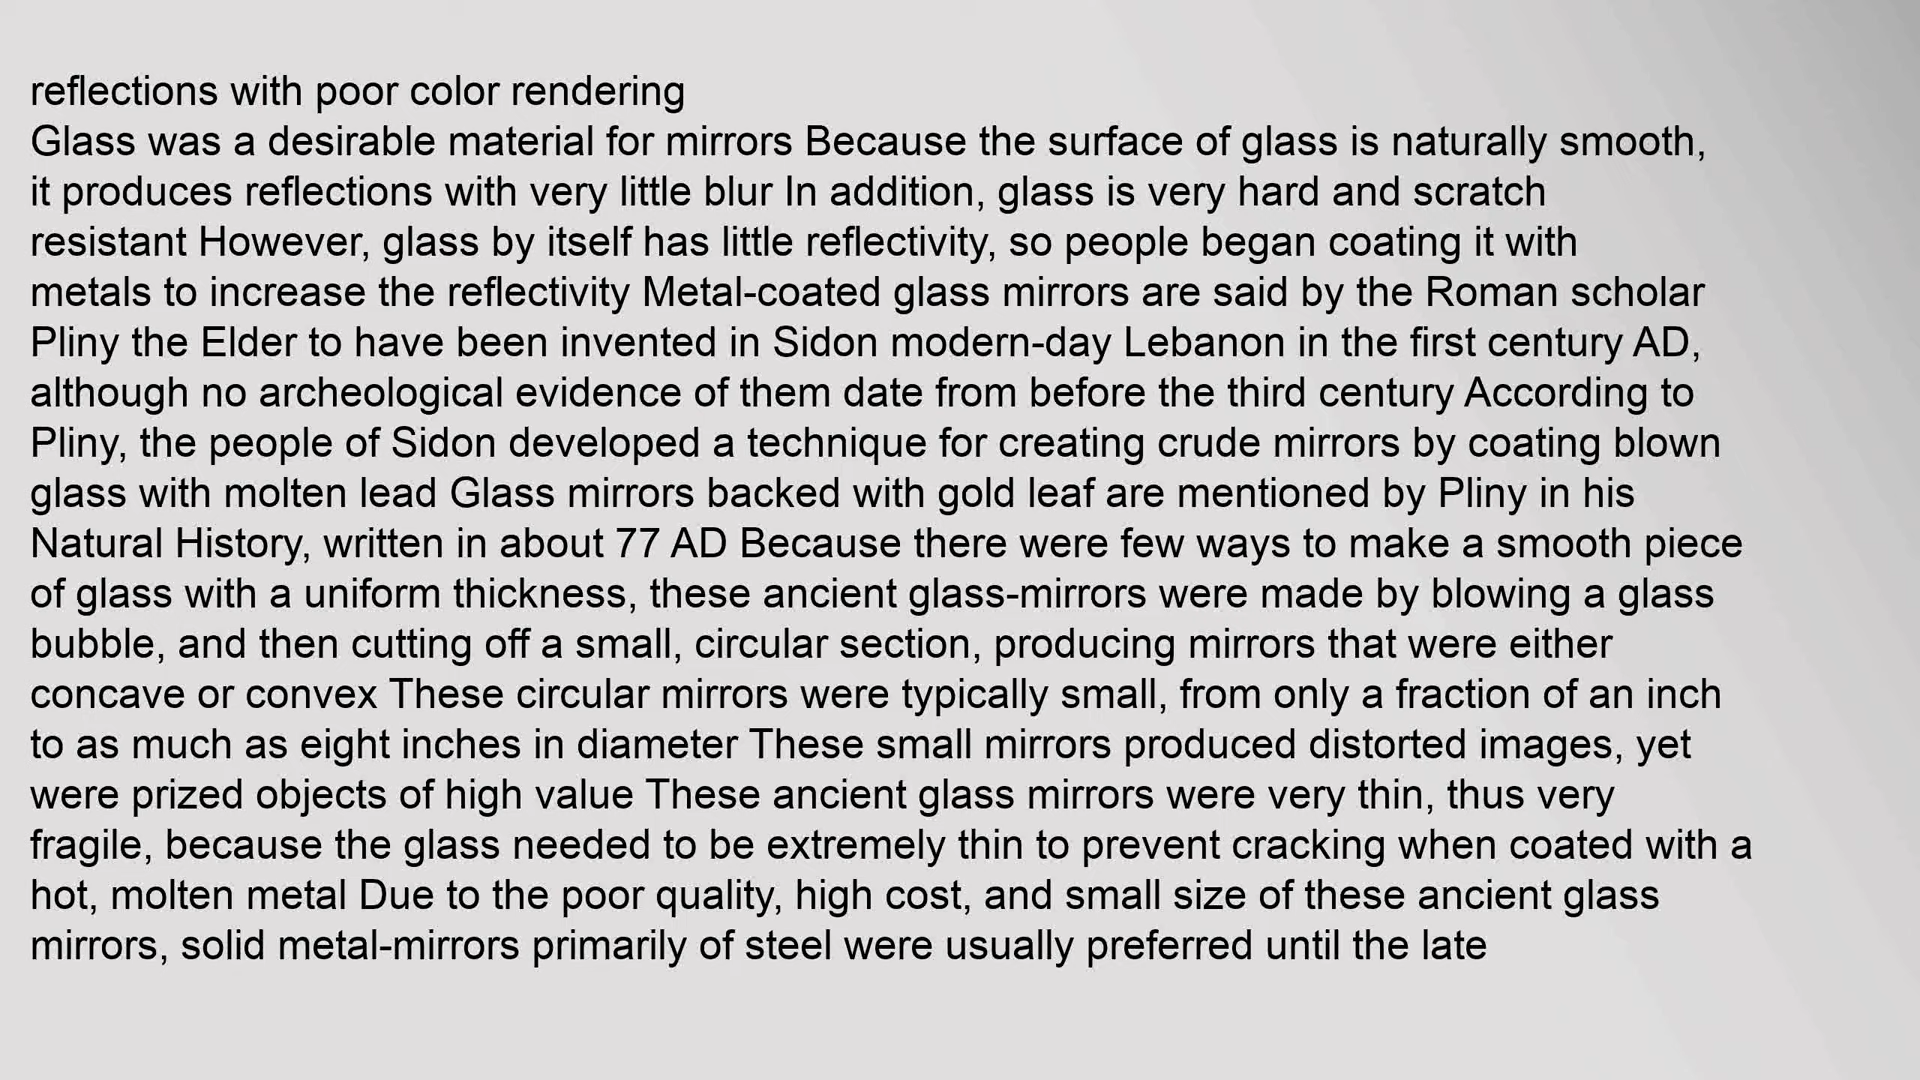 reflections with poor color rendering
Glass was a desirable material for mirrors Because the surface of glass is naturally smooth,
it produces reflections with very little blur In addition, glass is very hard and scratch
resistant However, glass by itself has little reflectivity, so people began coating it with
metals to increase the reflectivity Metal-coated glass mirrors are said by the Roman scholar
Pliny the Elder to have been invented in Sidon modern-day Lebanon in the first century AD,
although no archeological evidence of them date from before the third century According to
Pliny, the people of Sidon developed a technique for creating crude mirrors by coating blown
glass with molten lead Glass mirrors backed with gold leaf are mentioned by Pliny in his
Natural History, written in about 77 AD Because there were few ways to make a smooth piece
of glass with a uniform thickness, these ancient glass-mirrors were made by blowing a glass
bubble, and then cutting off a small, circular section, producing mirrors that were either
concave or convex These circular mirrors were typically small, from only a fraction of an inch
to as much as eight inches in diameter These small mirrors produced distorted images, yet
were prized objects of high value These ancient glass mirrors were very thin, thus very
fragile, because the glass needed to be extremely thin to prevent cracking when coated with a
hot, molten metal Due to the poor quality, high cost, and small size of these ancient glass
mirrors, solid metal-mirrors primarily of steel were usually preferred until the late